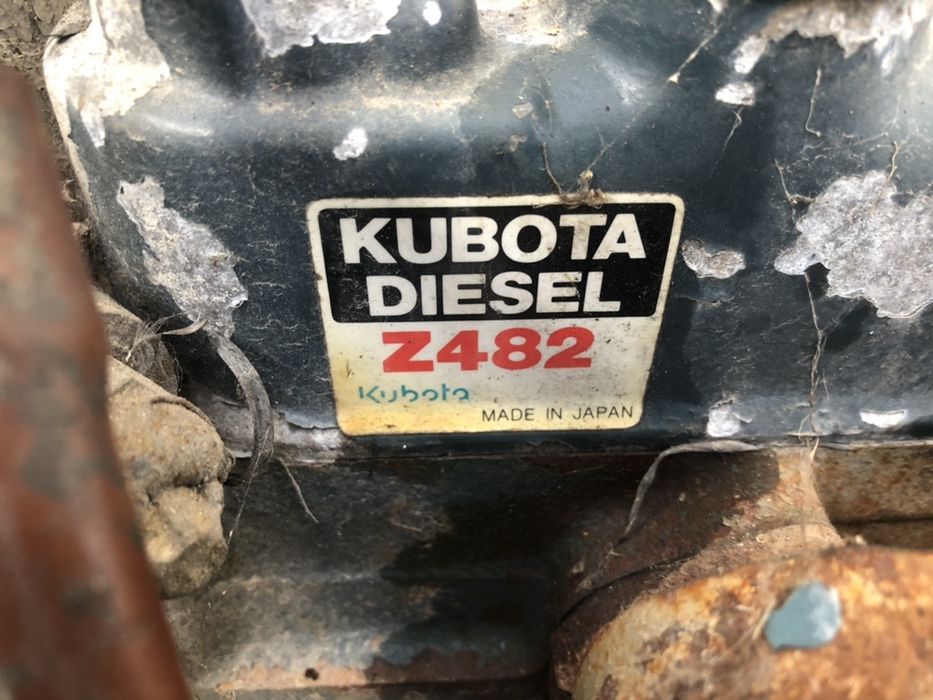 KUBOTA
DIESEL
Z482
Kubota
MADE IN JAPAN